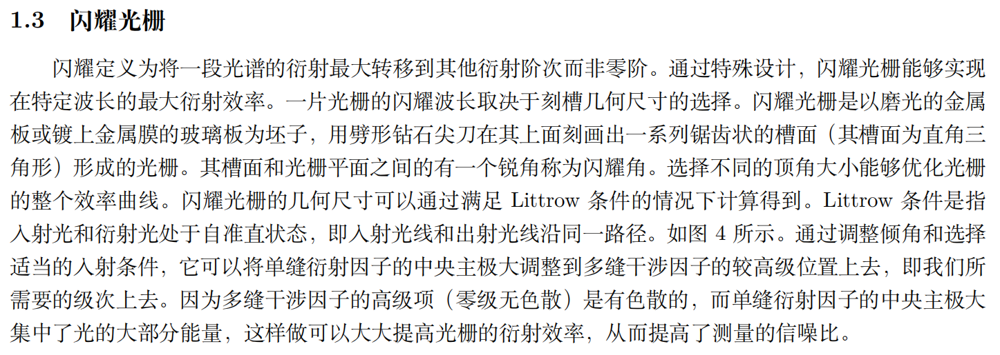 1.3 闪耀光栅
闪耀定义为将一段光谱的衍射最大转移到其他衍射阶次而非零阶。通过特殊设计，闪耀光栅能够实现
在特定波长的最大衍射效率。一片光栅的闪耀波长取决于刻槽几何尺寸的选择。闪耀光栅是以磨光的金属
板或镀上金属膜的玻璃板为坯子，用劈形钻石尖刀在其上面刻画出一系列锯齿状的槽面（其槽面为直角三
角形）形成的光栅。其槽面和光栅平面之间的有一个锐角称为闪耀角。选择不同的顶角大小能够优化光栅
的整个效率曲线。闪耀光栅的几何尺寸可以通过满足 Littrow 条件的情况下计算得到。Littrow 条件是指
入射光和衍射光处于自准直状态，即入射光线和出射光线沿同一路径。如图 4 所示。通过调整倾角和选择
适当的入射条件，它可以将单缝衍射因子的中央主极大调整到多缝干涉因子的较高级位置上去，即我们所
需要的级次上去。因为多缝干涉因子的高级项（零级无色散）是有色散的，而单缝衍射因子的中央主极大
集中了光的大部分能量，这样做可以大大提高光栅的衍射效率，从而提高了测量的信噪比。